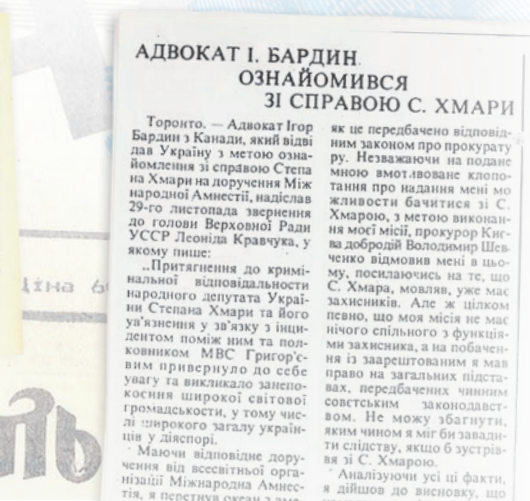 АДВОКАТ І. БАРДИН
ОЗНАЙОМИВСЯ
ЗІ СПРАВОЮ С. ХМАРИ
Торонто. — Адвокат Ігор
Бардин з Канади, який відві
дав Україну з метою озна-
йомлення зі справою Степа
на Хмари на доручення Між
народної Амнестії, надіслав
29-го листопада звернення
до голови Верховної Ради
УССР Леоніда Кравчука, у
якому пише:
„Притягнення до кримі-
нальної відповідальности
народного депутата Украї-
ни Степана Хмари та його
ув'язнення у зв'язку з інци-
дентом поміж ним та пол-
ковником МВС Григор'є-
вим привернуло до себе
увагу та викликало занепо-
коєння широкої світової
громадськости, у тому чис-
лі широкого загалу україн-
ців у діяспорі.
Маючи відповідне дору-
чення від всесвітньої орга-
нізації Міжнародна Амнес-
тія, я перетнув океан з
як це передбачено відповід-
ним законом про прокурату
ру. Незважаючи на подане
мною вмотивоване клопо-
тання про надання мені мо
жливости бачитися зі С.
Хмарою, з метою виконан-
ня моєї місії, прокурор Киє-
ва добродій Володимир Шев-
ченко відмовив мені в цьо-
му, посилаючись на те, що
С. Хмара, мовляв, уже має
захисників. Але ж цілком
певно, що моя місія не має
нічого спільного з функція-
ми захисника, а на побачен-
ня із заарештованим я мав
право на загальних підста-
вах, передбачених чинним
совєтським законодавст-
вом. Не можу збагнути,
яким чином я міг би завади-
ти слідству, якщо б зустрів-
вя зі С. Хмарою.
Аналізуючи усі ці факти,
я дійшов до висновку, що
Ціна